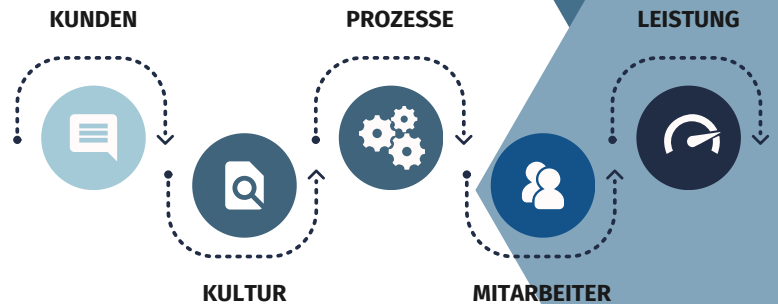 KUNDEN
PROZESSE
LEISTUNG
KULTUR
MITARBEITER